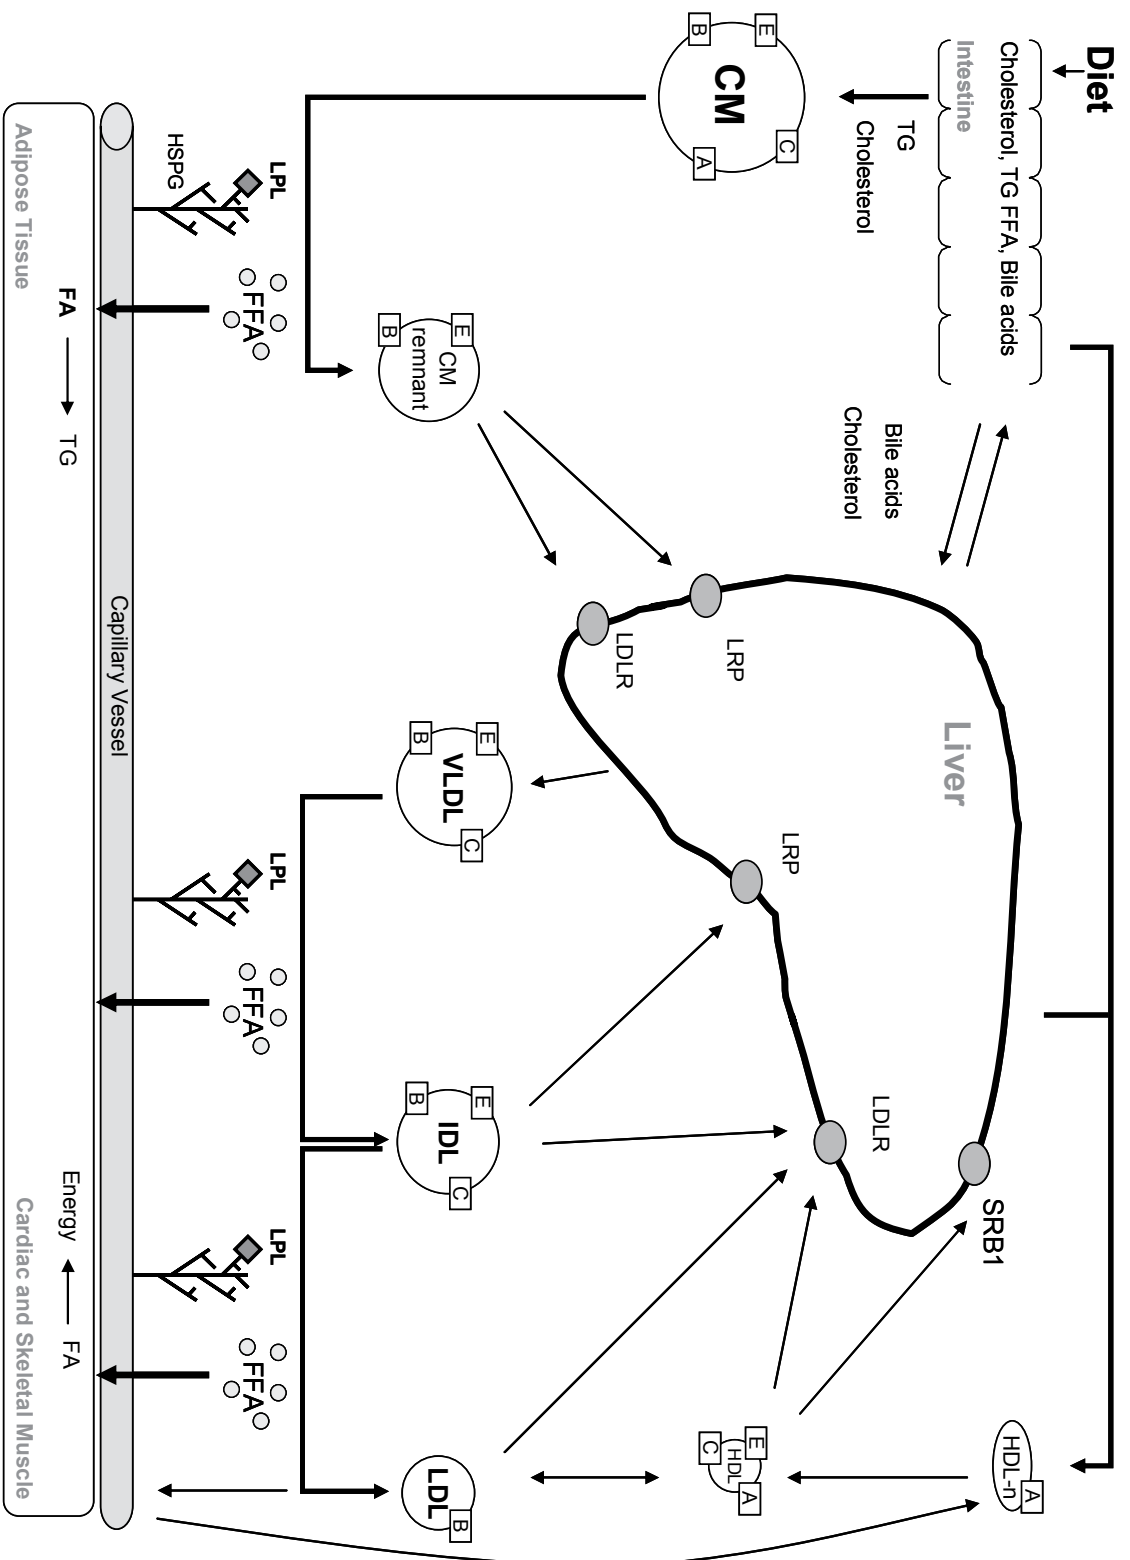 Diet
Cholesterol, TG FFA, Bile acids
Intestine
TG
Cholesterol
Bile acids
Cholesterol
E
C
B
A
CM
Liver
LRP
LDLR
LRP
LDLR
SRB1
A
HDL-n
E
A
C
HDL
E
B
CM
remnant
E
B
C
VLDL
E
B
C
IDL
B
LDL
LPL
HSPG
FFA
LPL
FFA
LPL
FFA
Capillary Vessel
FA
TG
Energy
FA
Adipose Tissue
Cardiac and Skeletal Muscle